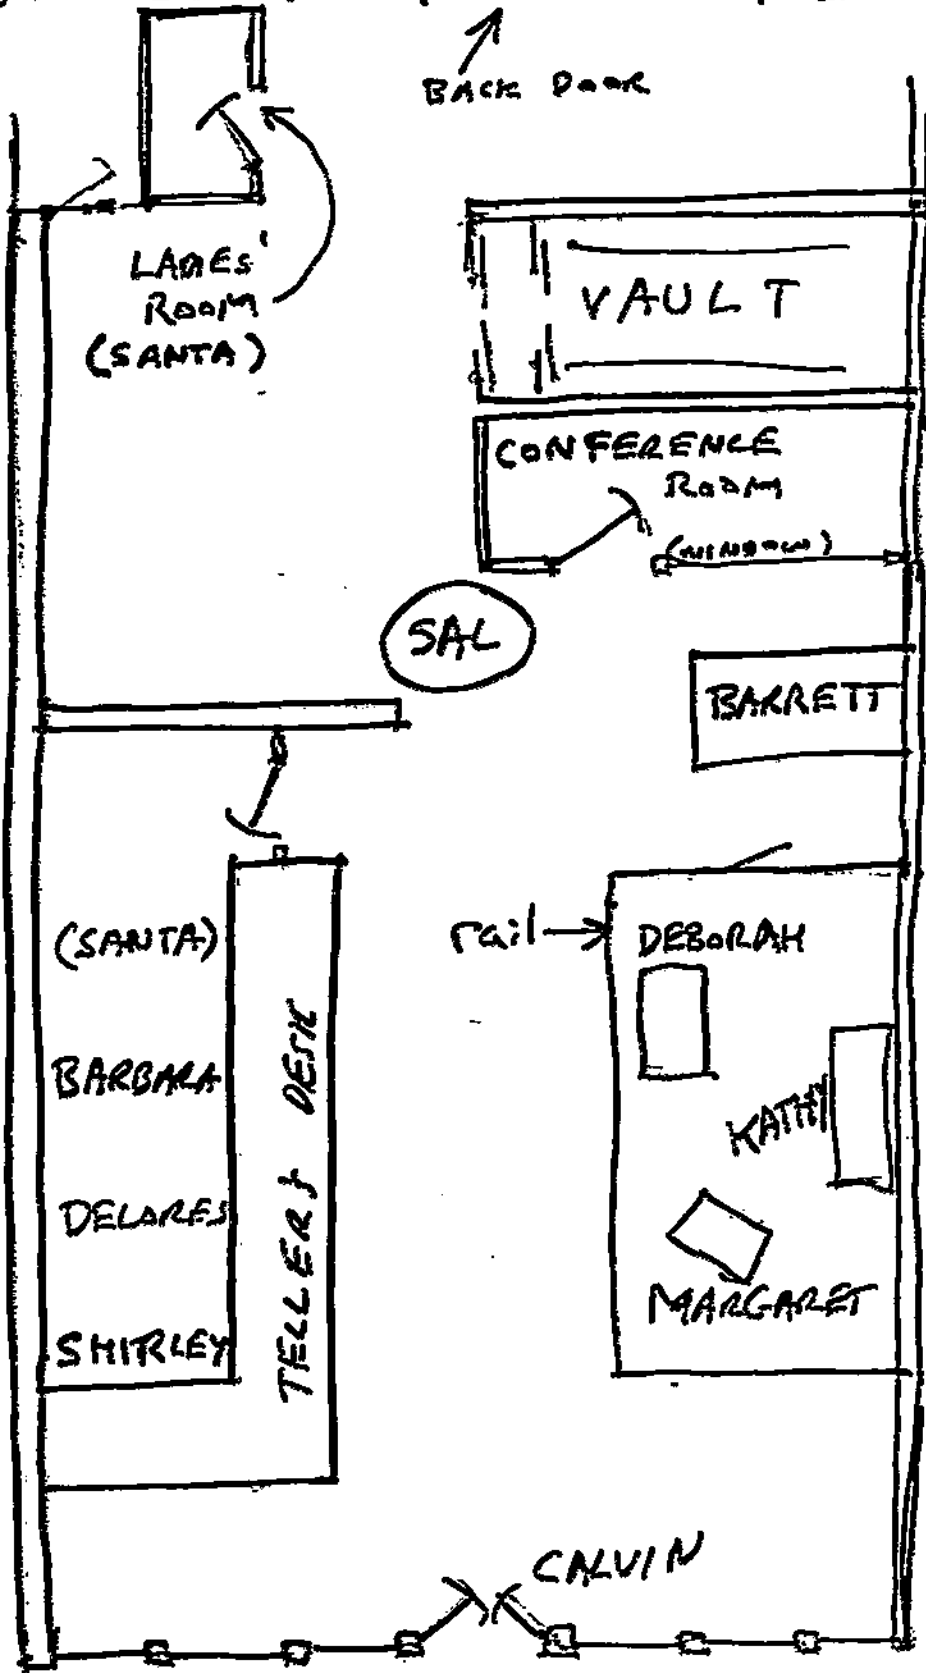 BACK DOOR
LADIES'
ROOM
(SANTA)
VAULT
CONFERENCE
ROOM
(WINDOW)
SAL
BARRETT
(SANTA)
rail
DEBORAH
BARBARA
TELLERS DESK
KATHY
DELORES
MARGARET
SHIRLEY
CALVIN